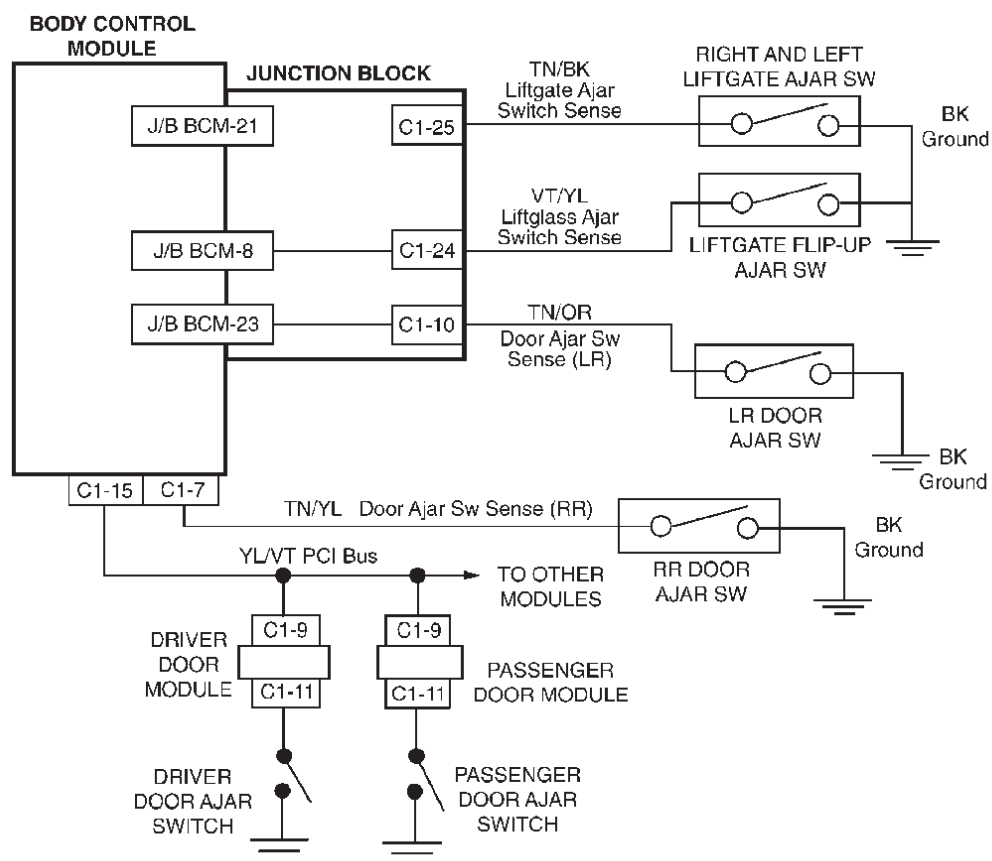 BODY CONTROL
MODULE
JUNCTION BLOCK
J/B BCM-21
C1-25
TN/BK
Liftgate Ajar
Switch Sense
RIGHT AND LEFT
LIFTGATE AJAR SW
BK
Ground
J/B BCM-8
C1-24
VT/YL
Liftglass Ajar
Switch Sense
LIFTGATE FLIP-UP
AJAR SW
J/B BCM-23
C1-10
TN/OR
Door Ajar Sw
Sense (LR)
LR DOOR
AJAR SW
BK
Ground
C1-15
C1-7
TN/YL Door Ajar Sw Sense (RR)
RR DOOR
AJAR SW
BK
Ground
YL/VT PCI Bus
TO OTHER
MODULES
DRIVER
DOOR
MODULE
C1-9
C1-11
C1-9
C1-11
PASSENGER
DOOR MODULE
DRIVER
DOOR AJAR
SWITCH
PASSENGER
DOOR AJAR
SWITCH